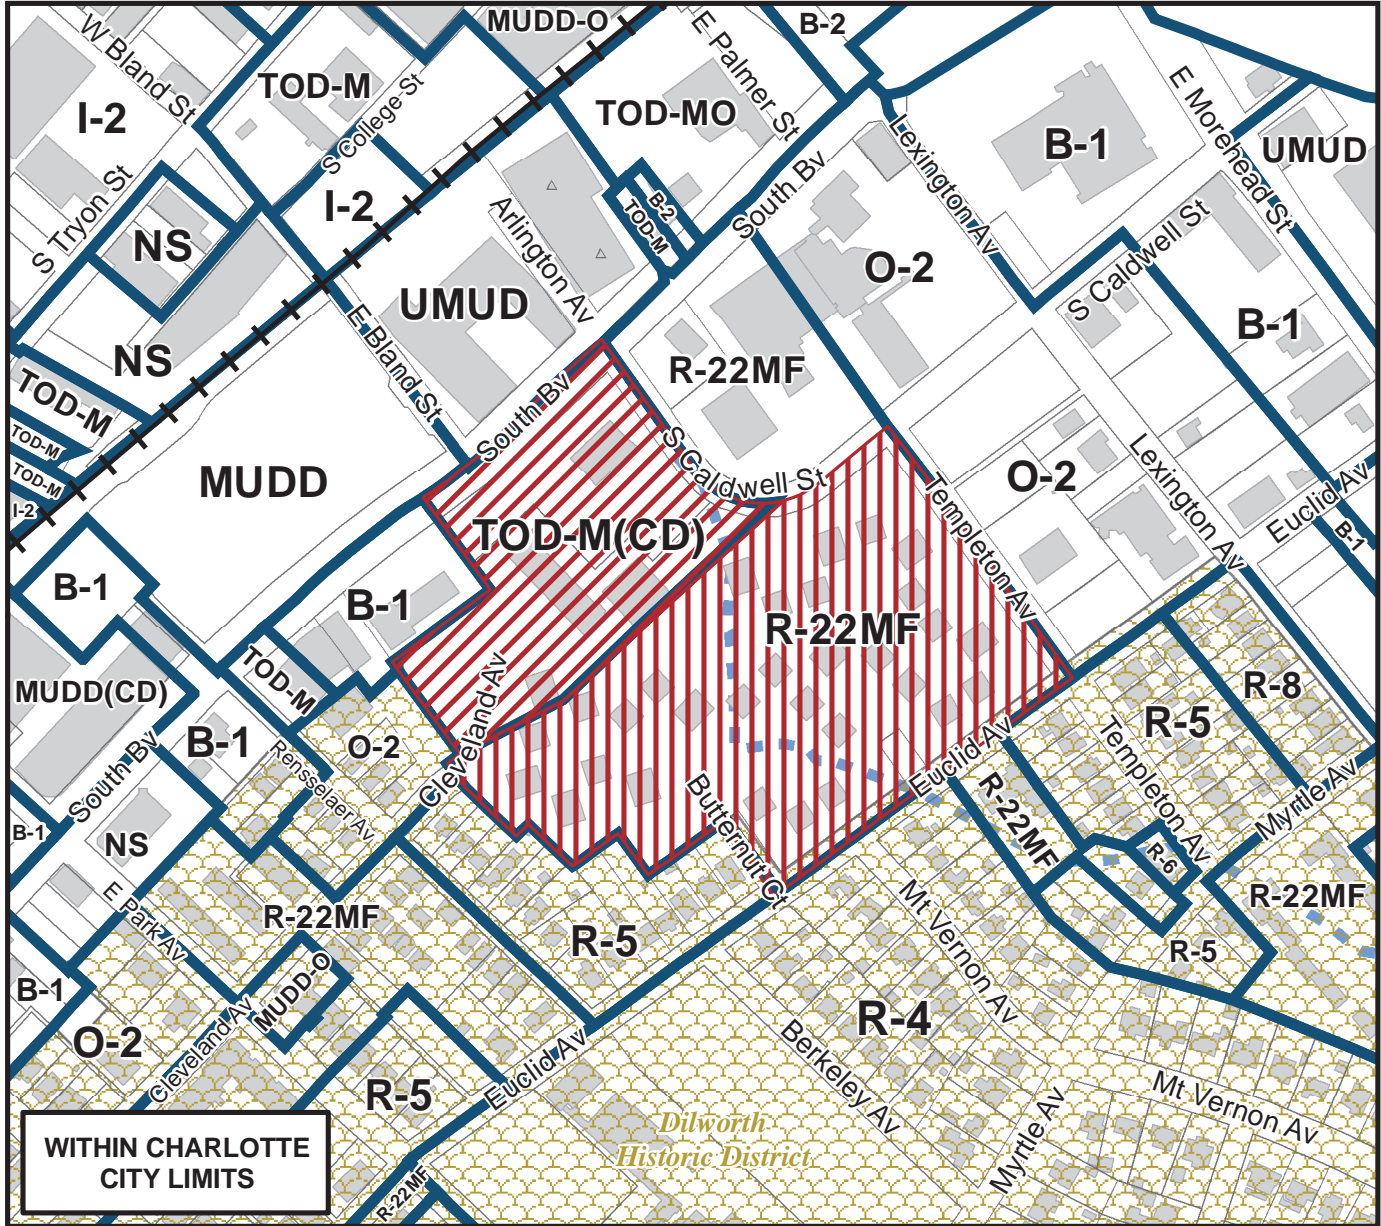 MUDD-O
B-2
W Bland St
TOD-M
E Palmer St
E Morehead St
I-2
S College St
TOD-MO
Lexington Av
B-1
UMUD
S Tryon St
NS
I-2
Arlington Av
B-2
TOD-M
South Bv
O-2
S Caldwell St
UMUD
B-1
NS
E Bland St
R-22MF
TOD-M
South Bv
TOD-M
TOD-M
I-2
MUDD
S Caldwell St
O-2
Lexington Av
Euclid Av
B-1
TOD-M(CD)
Templeton Av
B-1
B-1
R-22MF
MUDD(CD)
TOD-M
Cleveland Av
R-8
R-5
B-1
O-2
Rensselaer Av
South Bv
Templeton Av
Euclid Av
Myrtle Av
B-1
NS
Butternut Ct
R-22MF
R-6
E Park Av
R-22MF
R-22MF
R-5
Mt Vernon Av
R-5
B-1
MUDD-O
R-4
O-2
Cleveland Av
Berkeley Av
R-5
Euclid Av
Mt Vernon Av
Myrtle Av
Dilworth
Historic District
R-22MF
WITHIN CHARLOTTE
CITY LIMITS